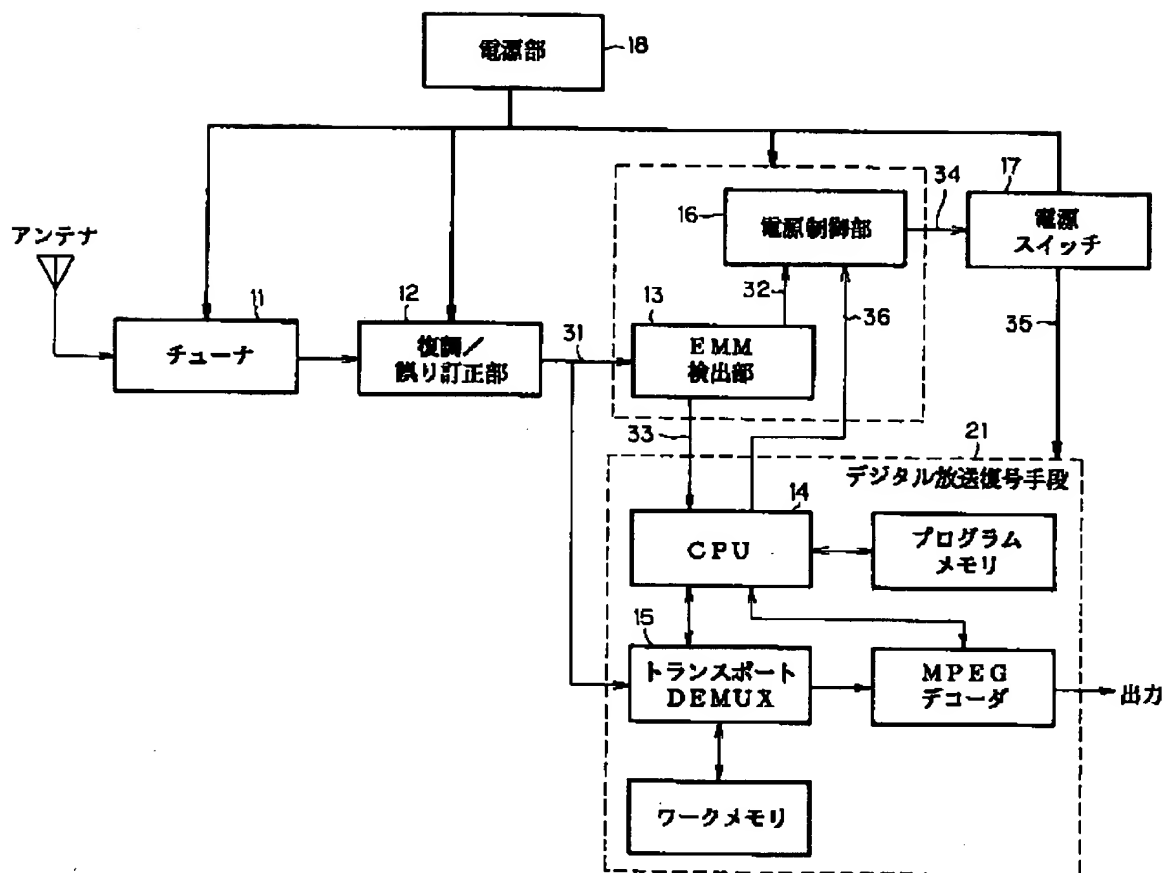 電源部
18
17
34
16
電源制御部
電源
スイッチ
アンテナ
11
12
13
32
36
35
チューナ
復調/
誤り訂正部
31
EMM
検出部
33
21
デジタル放送復号手段
14
CPU
プログラム
メモリ
15
トランスポート
DEMUX
MPEG
デコーダ
出力
ワークメモリ